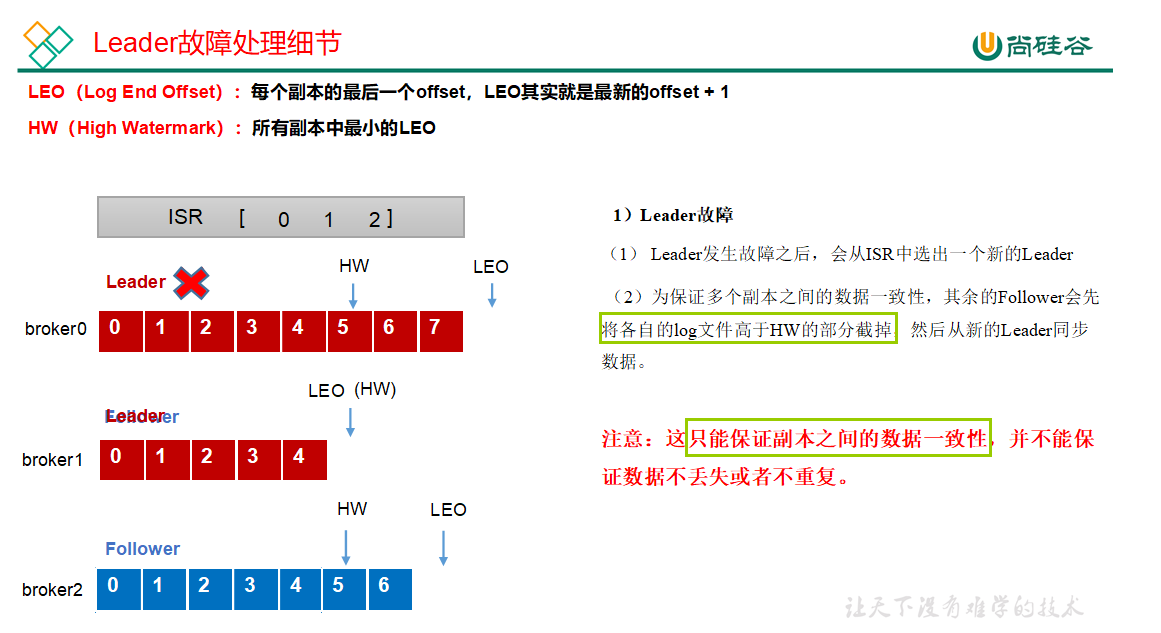 Leader故障处理细节
尚硅谷
LEO（Log End Offset）：每个副本的最后一个offset，LEO其实就是最新的offset + 1
HW（High Watermark）：所有副本中最小的LEO
ISR [ 0 1 2 ]
1）Leader故障
（1） Leader发生故障之后，会从ISR中选出一个新的Leader
（2）为保证多个副本之间的数据一致性，其余的Follower会先
将各自的log文件高于HW的部分截掉，然后从新的Leader同步
数据。
注意：这只能保证副本之间的数据一致性，并不能保
证数据不丢失或者不重复。
Leader
HW
LEO
broker0
0 1 2 3 4 5 6 7
LEO (HW)
Follower
Leader
broker1
0 1 2 3 4
HW
LEO
Follower
broker2
0 1 2 3 4 5 6
让天下没有难学的技术